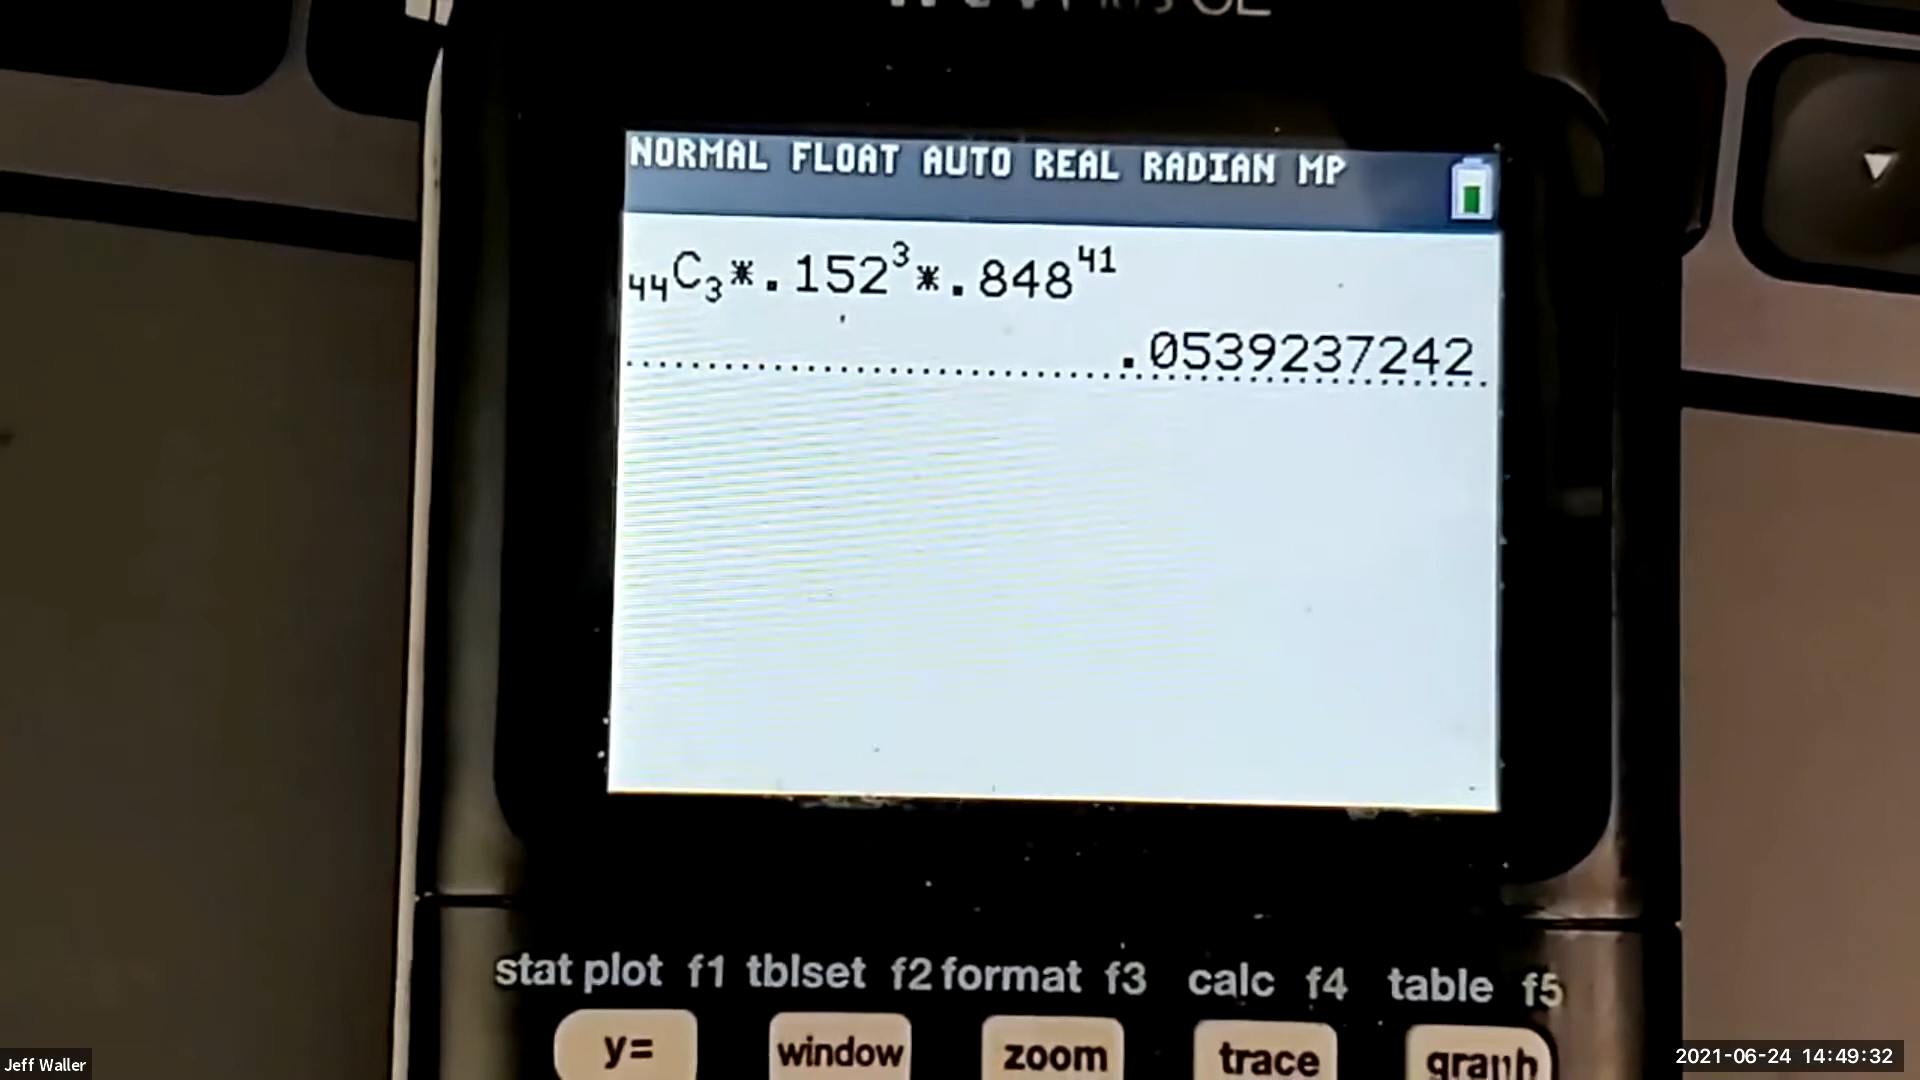 NORMAL FLOAT AUTO REAL RADIAN MP
₄₄C₃*.152³*.848⁴¹
.0539237242
stat plot f1 tblset f2 format f3 calc f4 table f5
y= window zoom trace graph
Jeff Waller
2021-06-24 14:49:32